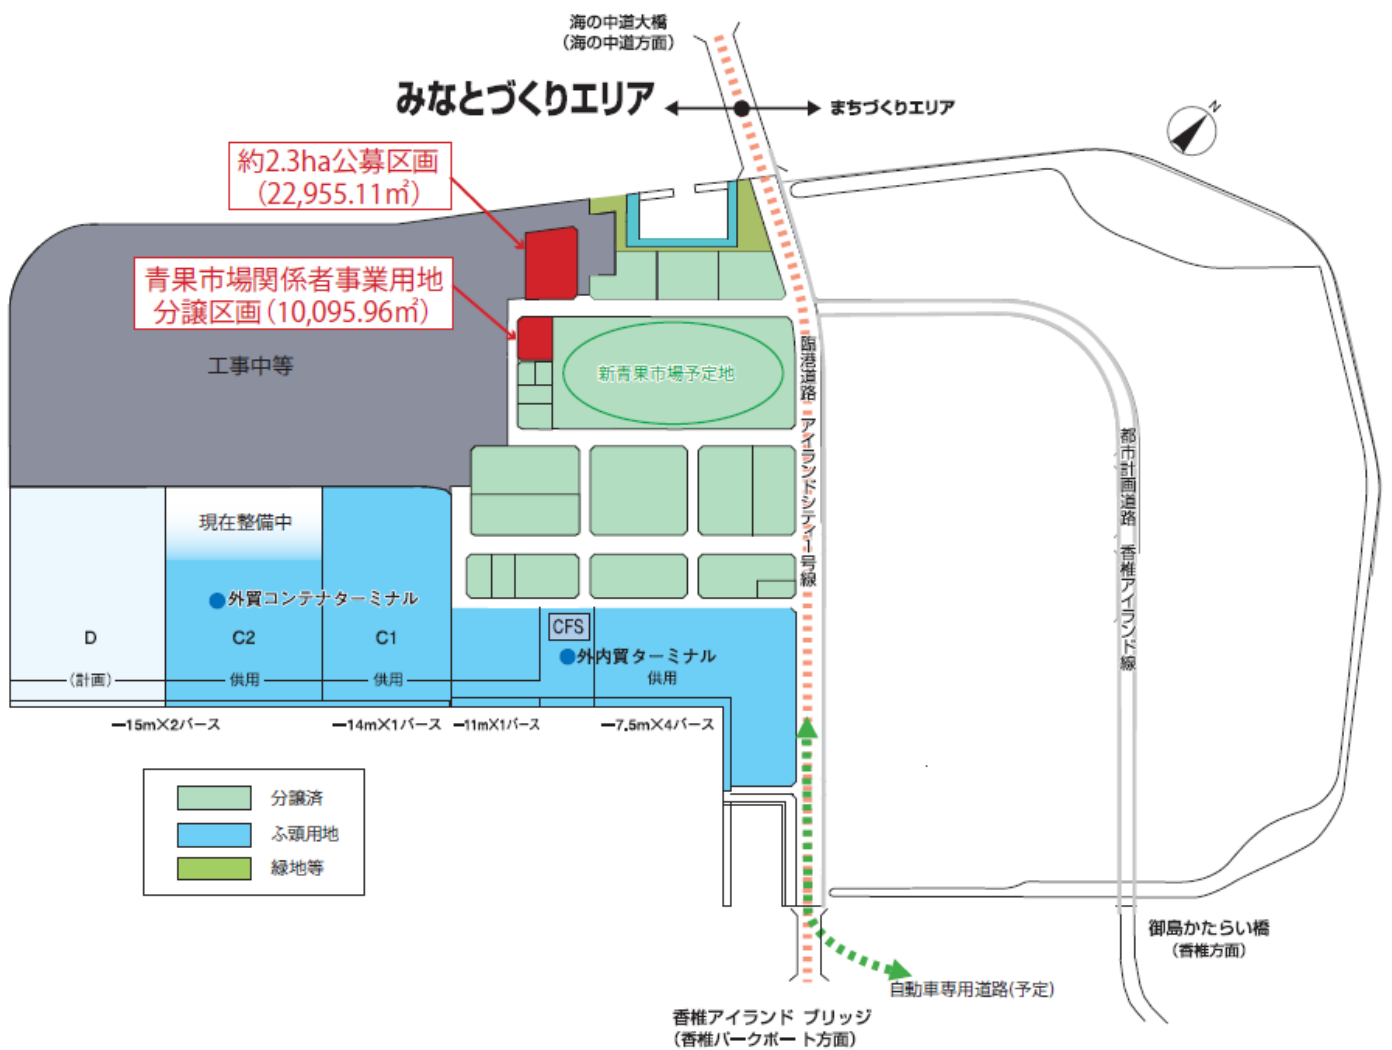 海の中道大橋
（海の中道方面）
みなとづくりエリア
まちづくりエリア
N
約2.3ha公募区画
（22,955.11㎡）
青果市場関係者事業用地
分譲区画（10,095.96㎡）
工事中等
新青果市場予定地
臨港道路 アイランドシティ1号線
都市計画道路 香椎アイランド線
現在整備中
外貿コンテナターミナル
D
C2
C1
（計画）
供用
供用
CFS
外内貿ターミナル
供用
−15m×2バース
−14m×1バース
−11m×1バース
−7.5m×4バース
分譲済
ふ頭用地
緑地等
御島かたらい橋
（香椎方面）
自動車専用道路(予定)
香椎アイランド ブリッジ
（香椎パークポート方面）